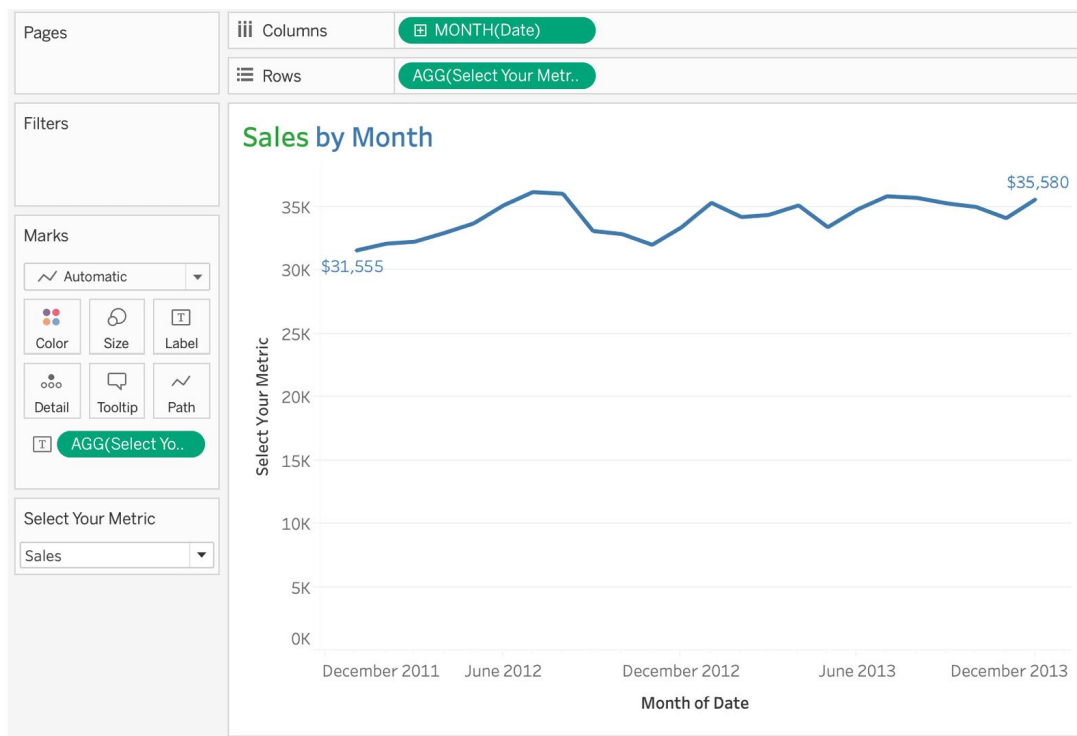 Pages
Columns
MONTH(Date)
Rows
AGG(Select Your Metr..
Filters
Sales by Month
Marks
Automatic
Color
Size
T
Label
Detail
Tooltip
Path
T
AGG(Select Yo..
Select Your Metric
Sales
$35,580
$31,555
35K
30K
25K
20K
15K
10K
5K
0K
Select Your Metric
December 2011
June 2012
December 2012
June 2013
December 2013
Month of Date